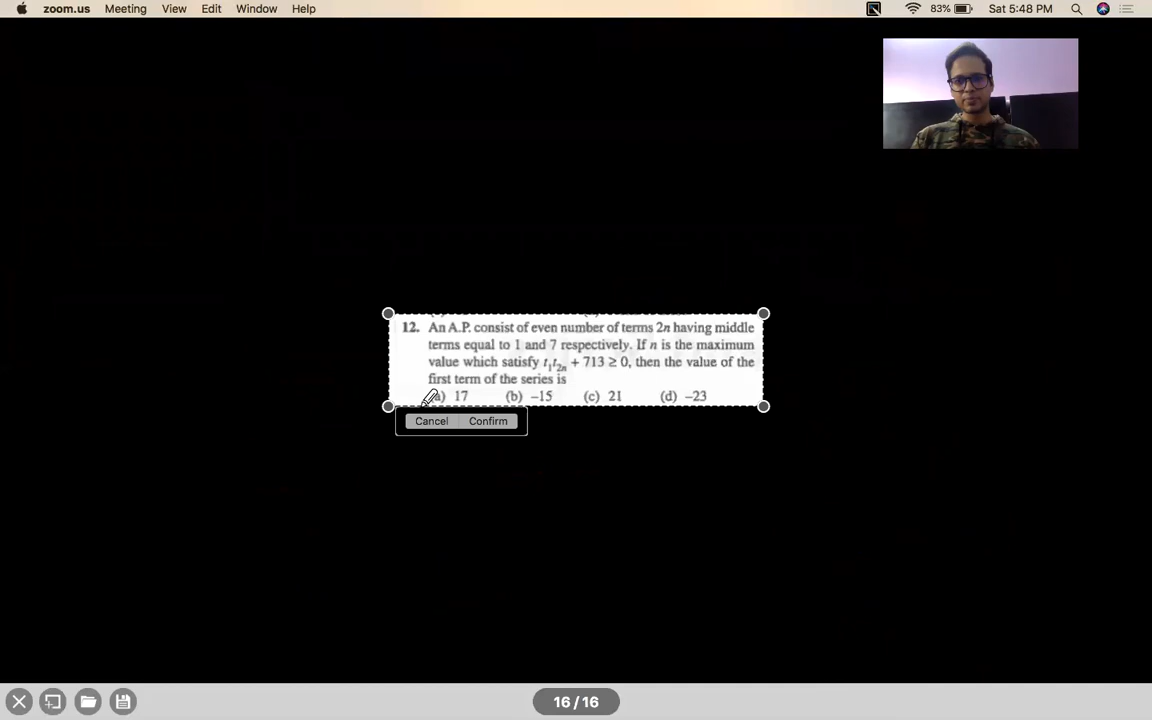 zoom.us Meeting View Edit Window Help 83% Sat 5:48 PM
12. An A.P. consist of even number of terms 2n having middle
terms equal to 1 and 7 respectively. If n is the maximum
value which satisfy t₁t₂ₙ + 713 ≥ 0, then the value of the
first term of the series is
(a) 17 (b) –15 (c) 21 (d) –23
Cancel Confirm
16 / 16